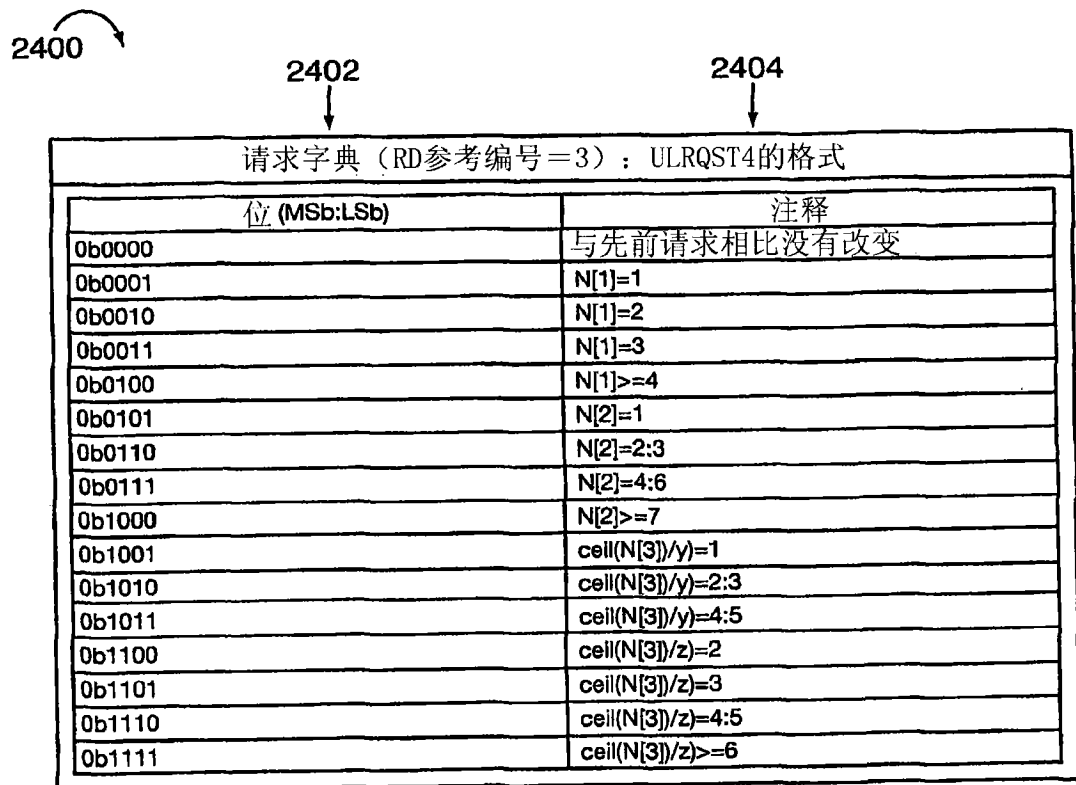 2400
2402
2404
请求字典（RD参考编号＝3）：ULRQST4的格式
位 (MSb:LSb) 注释
0b0000 与先前请求相比没有改变
0b0001 N[1]=1
0b0010 N[1]=2
0b0011 N[1]=3
0b0100 N[1]>=4
0b0101 N[2]=1
0b0110 N[2]=2:3
0b0111 N[2]=4:6
0b1000 N[2]>=7
0b1001 ceil(N[3])/y)=1
0b1010 ceil(N[3])/y)=2:3
0b1011 ceil(N[3])/y)=4:5
0b1100 ceil(N[3])/z)=2
0b1101 ceil(N[3])/z)=3
0b1110 ceil(N[3])/z)=4:5
0b1111 ceil(N[3])/z)>=6